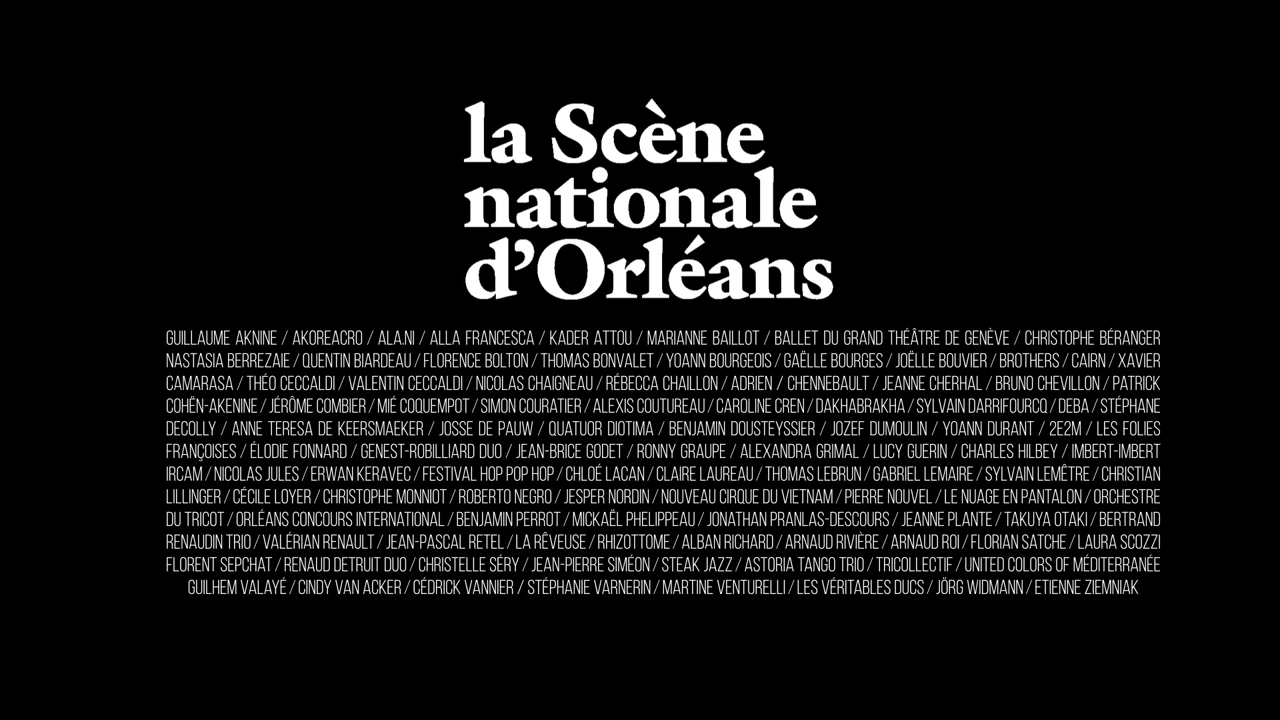 la Scène
nationale
d'Orléans
GUILLAUME AKNINE / AKOREACRO / ALA.NI / ALLA FRANCESCA / KADER ATTOU / MARIANNE BAILLOT / BALLET DU GRAND THÉÂTRE DE GENÈVE / CHRISTOPHE BÉRANGER
NASTASIA BERREZAIE / QUENTIN BIARDEAU / FLORENCE BOLTON / THOMAS BONVALET / YOANN BOURGEOIS / GAËLLE BOURGES / JOËLLE BOUVIER / BROTHERS / CAIRN / XAVIER
CAMARASA / THÉO CECCALDI / VALENTIN CECCALDI / NICOLAS CHAIGNEAU / RÉBECCA CHAILLON / ADRIEN / CHENNEBAULT / JEANNE CHERHAL / BRUNO CHEVILLON / PATRICK
COHËN-AKENINE / JÉRÔME COMBIER / MIÉ COQUEMPOT / SIMON COURATIER / ALEXIS COUTUREAU / CAROLINE CREN / DAKHABRAKHA / SYLVAIN DARRIFOURCQ / DEBA / STÉPHANE
DECOLLY / ANNE TERESA DE KEERSMAEKER / JOSSE DE PAUW / QUATUOR DIOTIMA / BENJAMIN DOUSTEYSSIER / JOZEF DUMOULIN / YOANN DURANT / 2E2M / LES FOLIES
FRANÇOISES / ÉLODIE FONNARD / GENEST-ROBILLIARD DUO / JEAN-BRICE GODET / RONNY GRAUPE / ALEXANDRA GRIMAL / LUCY GUERIN / CHARLES HILBEY / IMBERT-IMBERT
IRCAM / NICOLAS JULES / ERWAN KERAVEC / FESTIVAL HOP POP HOP / CHLOÉ LACAN / CLAIRE LAUREAU / THOMAS LEBRUN / GABRIEL LEMAIRE / SYLVAIN LEMÊTRE / CHRISTIAN
LILLINGER / CÉCILE LOYER / CHRISTOPHE MONNIOT / ROBERTO NEGRO / JESPER NORDIN / NOUVEAU CIRQUE DU VIETNAM / PIERRE NOUVEL / LE NUAGE EN PANTALON / ORCHESTRE
DU TRICOT / ORLÉANS CONCOURS INTERNATIONAL / BENJAMIN PERROT / MICKAËL PHELIPPEAU / JONATHAN PRANLAS-DESCOURS / JEANNE PLANTE / TAKUYA OTAKI / BERTRAND
RENAUDIN TRIO / VALÉRIAN RENAULT / JEAN-PASCAL RETEL / LA RÊVEUSE / RHIZOTTOME / ALBAN RICHARD / ARNAUD RIVIÈRE / ARNAUD ROI / FLORIAN SATCHE / LAURA SCOZZI
FLORENT SEPCHAT / RENAUD DETRUIT DUO / CHRISTELLE SÉRY / JEAN-PIERRE SIMÉON / STEAK JAZZ / ASTORIA TANGO TRIO / TRICOLLECTIF / UNITED COLORS OF MÉDITERRANÉE
GUILHEM VALAYÉ / CINDY VAN ACKER / CÉDRICK VANNIER / STÉPHANIE VARNERIN / MARTINE VENTURELLI / LES VÉRITABLES DUCS / JÖRG WIDMANN / ETIENNE ZIEMNIAK